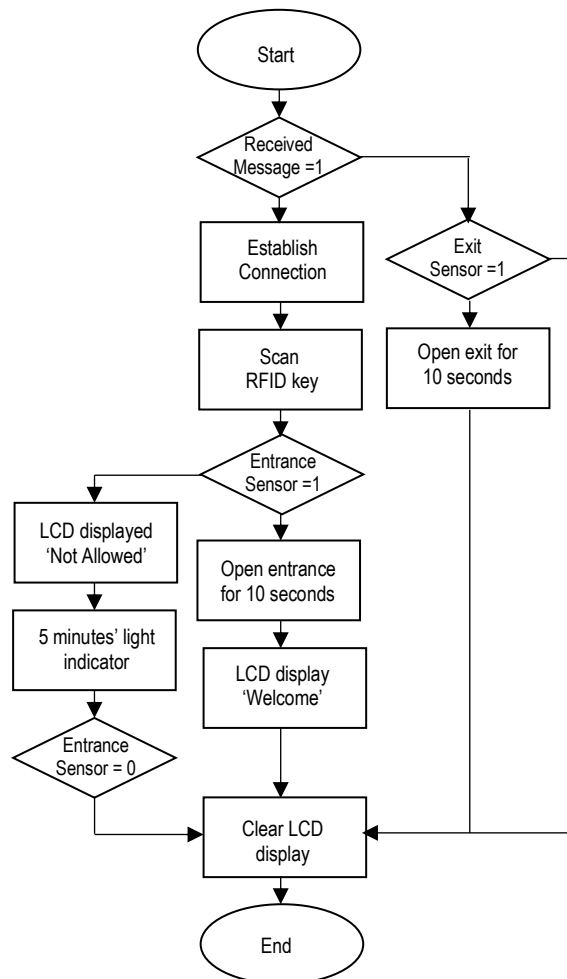 Start
Received
Message =1
Establish
Connection
Exit
Sensor =1
Scan
RFID key
Open exit for
10 seconds
Entrance
Sensor =1
LCD displayed
‘Not Allowed’
Open entrance
for 10 seconds
5 minutes’ light
indicator
LCD display
‘Welcome’
Entrance
Sensor = 0
Clear LCD
display
End